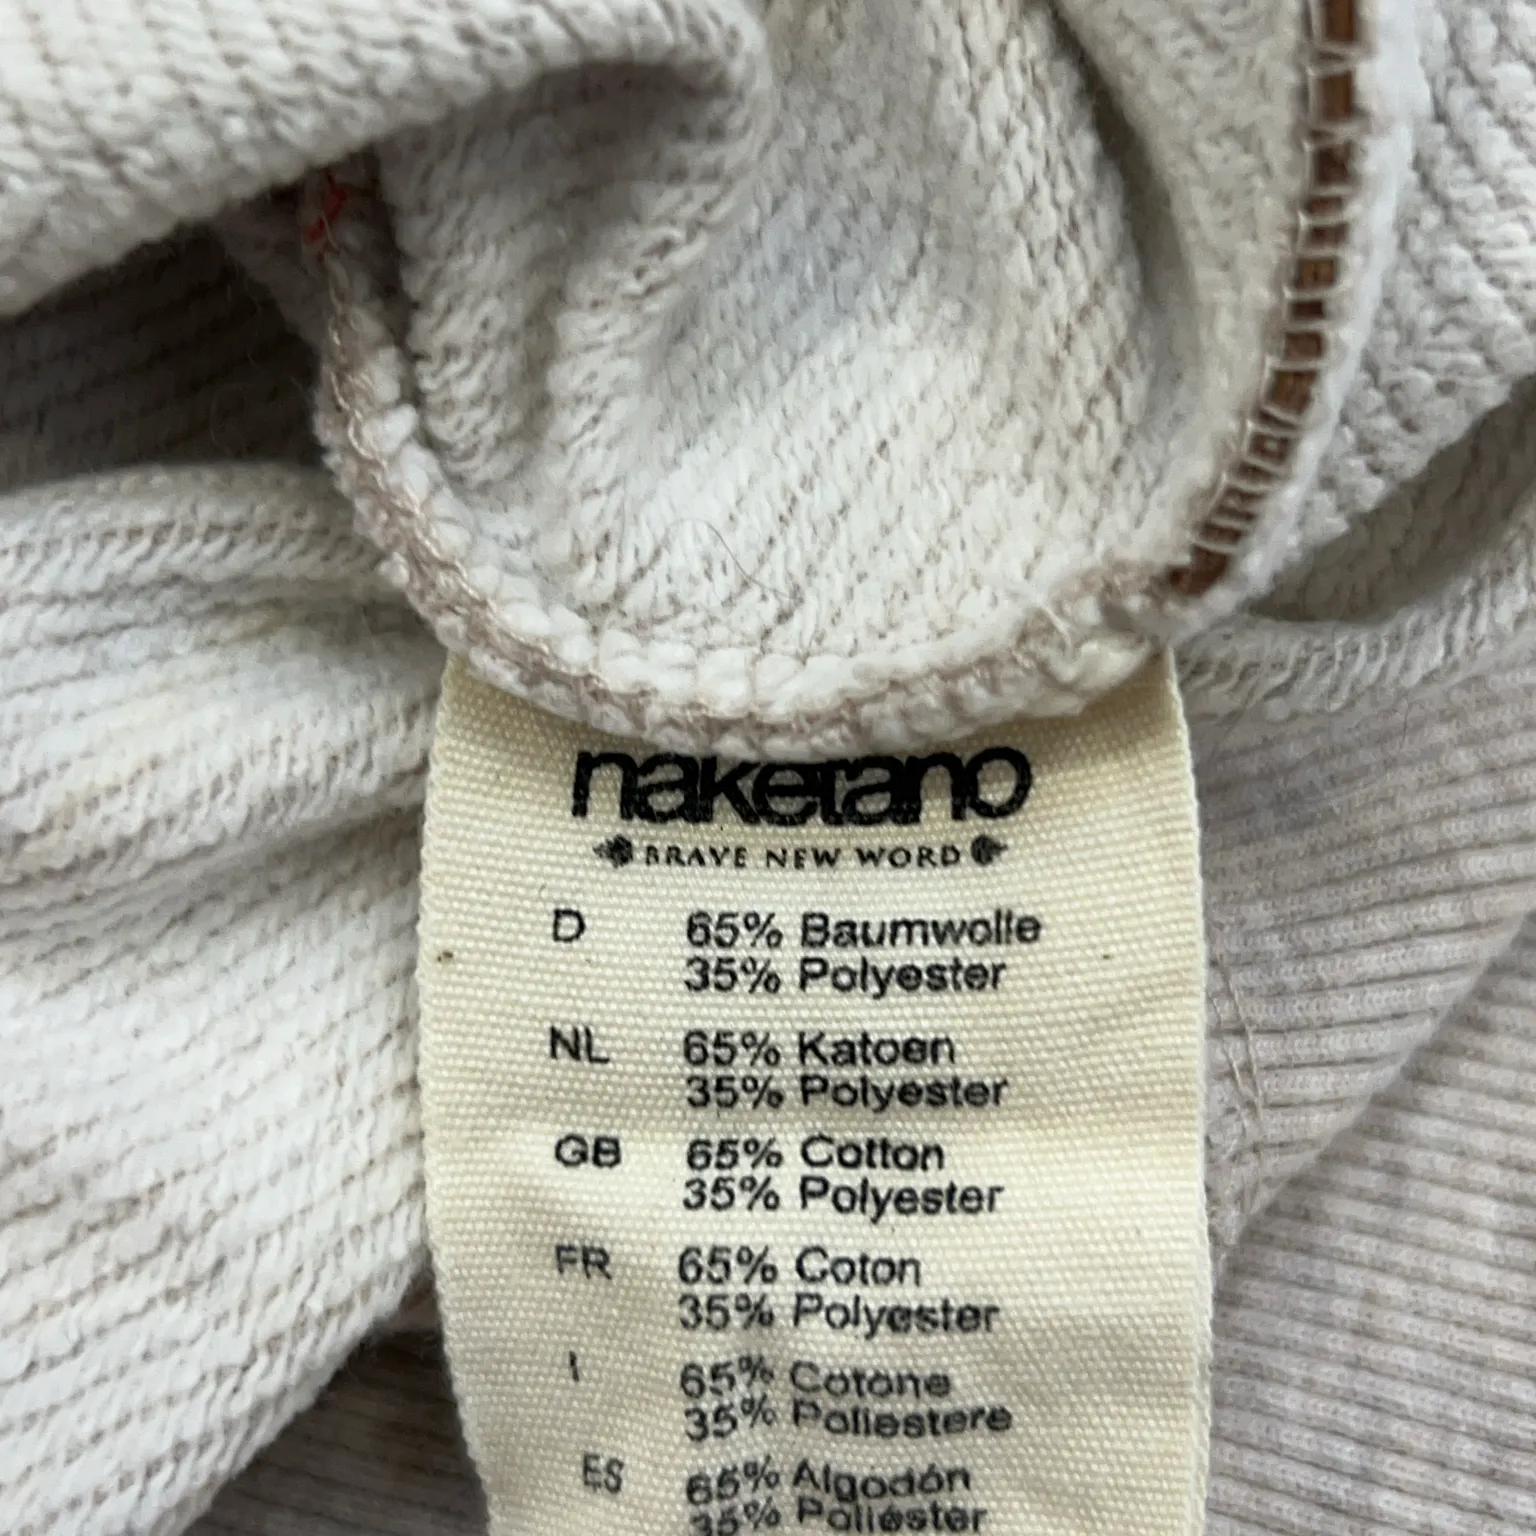 naketano
BRAVE NEW WORD
D 65% Baumwolle
35% Polyester
NL 65% Katoen
35% Polyester
GB 65% Cotton
35% Polyester
FR 65% Coton
35% Polyester
I 65% Cotone
35% Poliestere
ES 65% Algodón
35% Poliéster